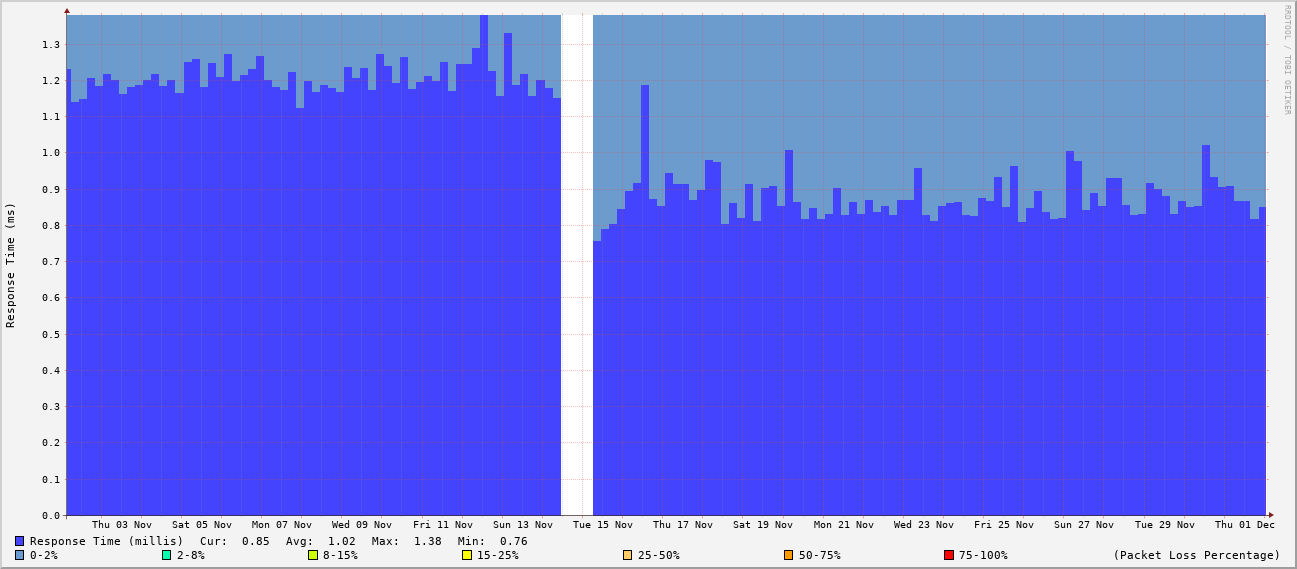 RRDTOOL / TOBI OETIKER
Response Time (ms)
1.3
1.2
1.1
1.0
0.9
0.8
0.7
0.6
0.5
0.4
0.3
0.2
0.1
0.0
Thu 03 Nov Sat 05 Nov Mon 07 Nov Wed 09 Nov Fri 11 Nov Sun 13 Nov Tue 15 Nov Thu 17 Nov Sat 19 Nov Mon 21 Nov Wed 23 Nov Fri 25 Nov Sun 27 Nov Tue 29 Nov Thu 01 Dec
Response Time (millis) Cur: 0.85 Avg: 1.02 Max: 1.38 Min: 0.76
0-2% 2-8% 8-15% 15-25% 25-50% 50-75% 75-100% (Packet Loss Percentage)